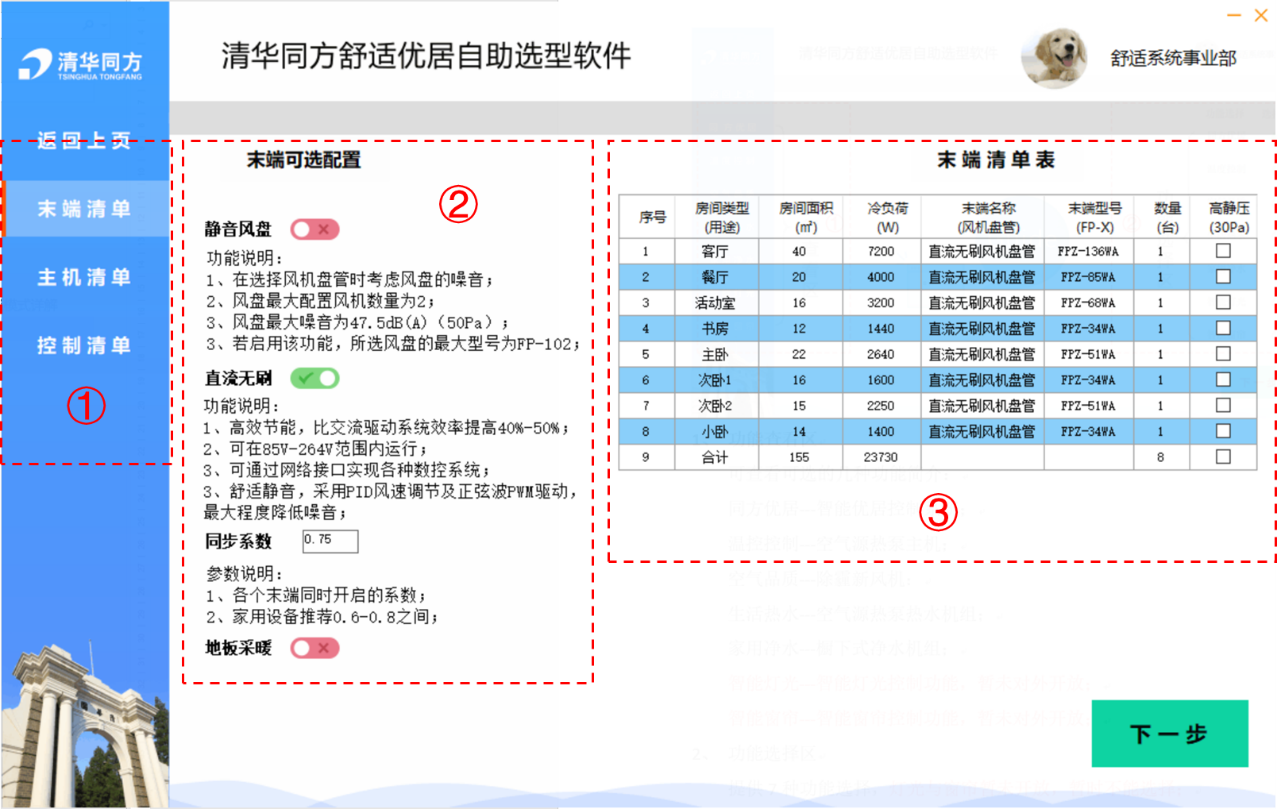 清华同方舒适优居自助选型软件
舒适系统事业部
清华同方
TSINGHUA TONGFANG
返回上页
末端清单
主机清单
控制清单
①
末端可选配置
②
静音风盘
功能说明：
1、在选择风机盘管时考虑风盘的噪音；
2、风盘最大配置风机数量为2；
3、风盘最大噪音为47.5dB(A)（50Pa）；
3、若启用该功能，所选风盘的最大型号为FP-102；
直流无刷
功能说明：
1、高效节能，比交流驱动系统效率提高40%-50%；
2、可在85V-264V范围内运行；
3、可通过网络接口实现各种数控系统；
3、舒适静音，采用PID风速调节及正弦波PWM驱动，
最大程度降低噪音；
同步系数 0.75
参数说明：
1、各个末端同时开启的系数；
2、家用设备推荐0.6-0.8之间；
地板采暖
末端清单表
序号 房间类型(用途) 房间面积(㎡) 冷负荷(W) 末端名称(风机盘管) 末端型号(FP-X) 数量(台) 高静压(30Pa)
1 客厅 40 7200 直流无刷风机盘管 FPZ-136WA 1
2 餐厅 20 4000 直流无刷风机盘管 FPZ-85WA 1
3 活动室 16 3200 直流无刷风机盘管 FPZ-68WA 1
4 书房 12 1440 直流无刷风机盘管 FPZ-34WA 1
5 主卧 22 2640 直流无刷风机盘管 FPZ-51WA 1
6 次卧1 16 1600 直流无刷风机盘管 FPZ-34WA 1
7 次卧2 15 2250 直流无刷风机盘管 FPZ-51WA 1
8 小卧 14 1400 直流无刷风机盘管 FPZ-34WA 1
9 合计 155 23730 8
③
下一步